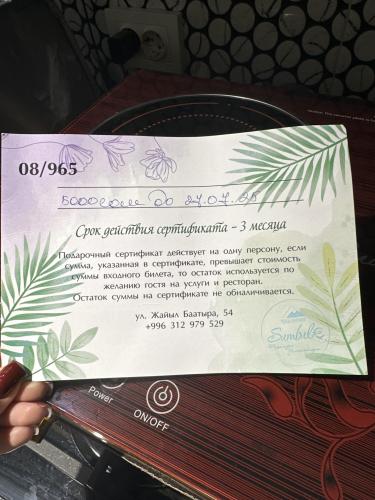 08/965
5000 сом до 27.07.25
Срок действия сертификата – 3 месяца
Подарочный сертификат действует на одну персону, если
сумма, указанная в сертификате, превышает стоимость
суммы входного билета, то остаток используется по
желанию гостя на услуги и ресторан.
Остаток суммы на сертификате не обналичивается.
ул. Жайыл Баатыра, 54
+996 312 979 529
Power
ON/OFF